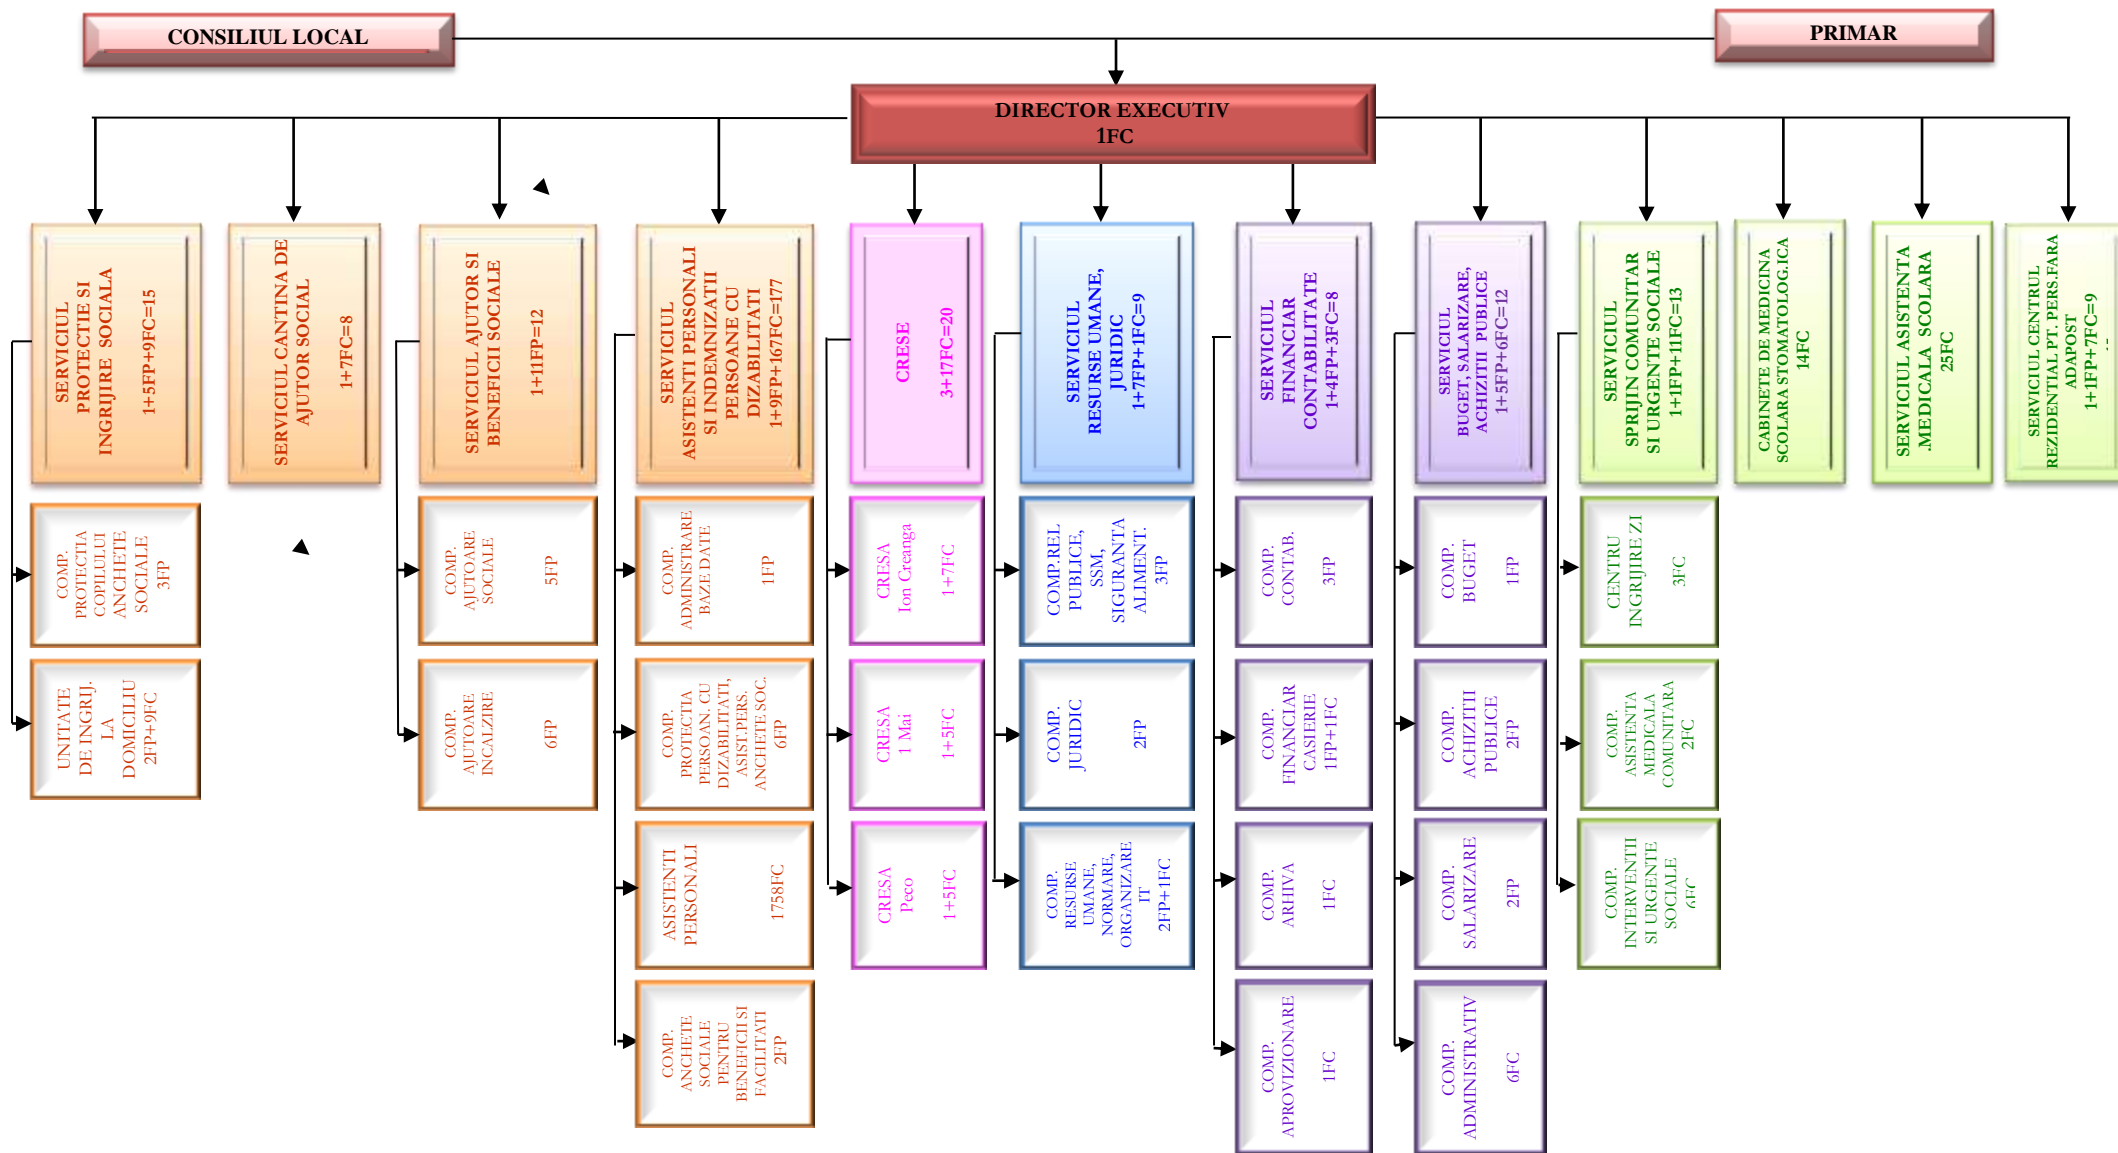 CONSILIUL LOCAL
PRIMAR
DIRECTOR EXECUTIV
1FC
SERVICIUL
PROTECTIE SI
INGRIJIRE SOCIALA
1+5FP+9FC=15
SERVICIUL CANTINA DE
AJUTOR SOCIAL
1+7FC=8
SERVICIUL AJUTOR SI
BENEFICII SOCIALE
1+11FP=12
SERVICIUL
ASISTENTI PERSONALI
SI INDEMNIZATII
PERSOANE CU
DIZABILITATI
1+9FP+167FC=177
CRESE
3+17FC=20
SERVICIUL
RESURSE UMANE,
JURIDIC
1+7FP+1FC=9
SERVICIUL
FINANCIAR
CONTABILITATE
1+4FP+3FC=8
SERVICIUL
BUGET, SALARIZARE,
ACHIZITII PUBLICE
1+5FP+6FC=12
SERVICIUL
SPRIJIN COMUNITAR
SI URGENTE SOCIALE
1+1FP+11FC=13
CABINETE DE MEDICINA
SCOLARA STOMATOLOG.ICA
14FC
SERVICIUL ASISTENTA
.MEDICALA SCOLARA
25FC
SERVICIUL CENTRUL
REZIDENTIAL PT. PERS.FARA
ADAPOST
1+1FP+7FC=9
COMP.
PROTECTIA
COPILULUI
ANCHETE
SOCIALE
3FP
UNITATE
DE INGRIJ.
LA
DOMICILIU
2FP+9FC
COMP.
AJUTOARE
SOCIALE
5FP
COMP.
AJUTOARE
INCALZIRE
6FP
COMP.
ADMINISTRARE
BAZE DATE
1FP
COMP.
PROTECTIA
PERSOAN. CU
DIZABILITATI,
ASIST.PERS.
ANCHETE SOC.
6FP
ASISTENTI
PERSONALI
1758FC
COMP.
ANCHETE
SOCIALE
PENTRU
BENEFICII SI
FACILITATI
2FP
CRESA
Ion Creanga
1+7FC
CRESA
1 Mai
1+5FC
CRESA
Peco
1+5FC
COMP.REL
PUBLICE,
SSM,
SIGURANTA
ALIMENT.
3FP
COMP.
JURIDIC
2FP
COMP.
RESURSE
UMANE,
NORMARE,
ORGANIZARE
IT
2FP+1FC
COMP.
CONTAB.
3FP
COMP.
FINANCIAR
CASIERIE
1FP+1FC
COMP.
ARHIVA
1FC
COMP.
APROVIZIONARE
1FC
COMP.
BUGET
1FP
COMP.
ACHIZITII
PUBLICE
2FP
COMP.
SALARIZARE
2FP
COMP.
ADMINISTRATIV
6FC
CENTRU
INGRIJIRE ZI
3FC
COMP.
ASISTENTA
MEDICALA
COMUNITARA
2FC
COMP.
INTERVENTII
SI URGENTE
SOCIALE
6FC